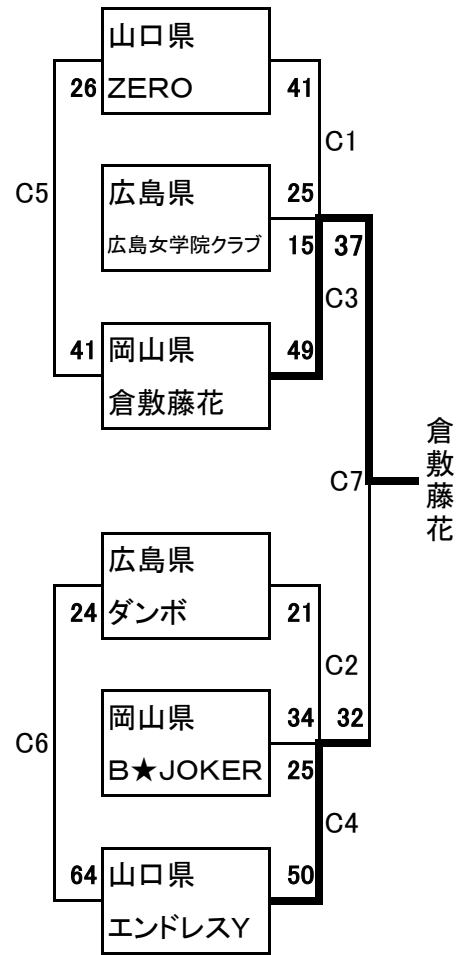 山口県
26
ZERO
41
C1
C5
広島県
25
広島女学院クラブ
15
37
C3
41
岡山県
49
倉敷藤花
C7
倉敷藤花
広島県
24
ダンボ
21
C2
岡山県
34
32
C6
B★JOKER
25
C4
64
山口県
50
エンドレスY